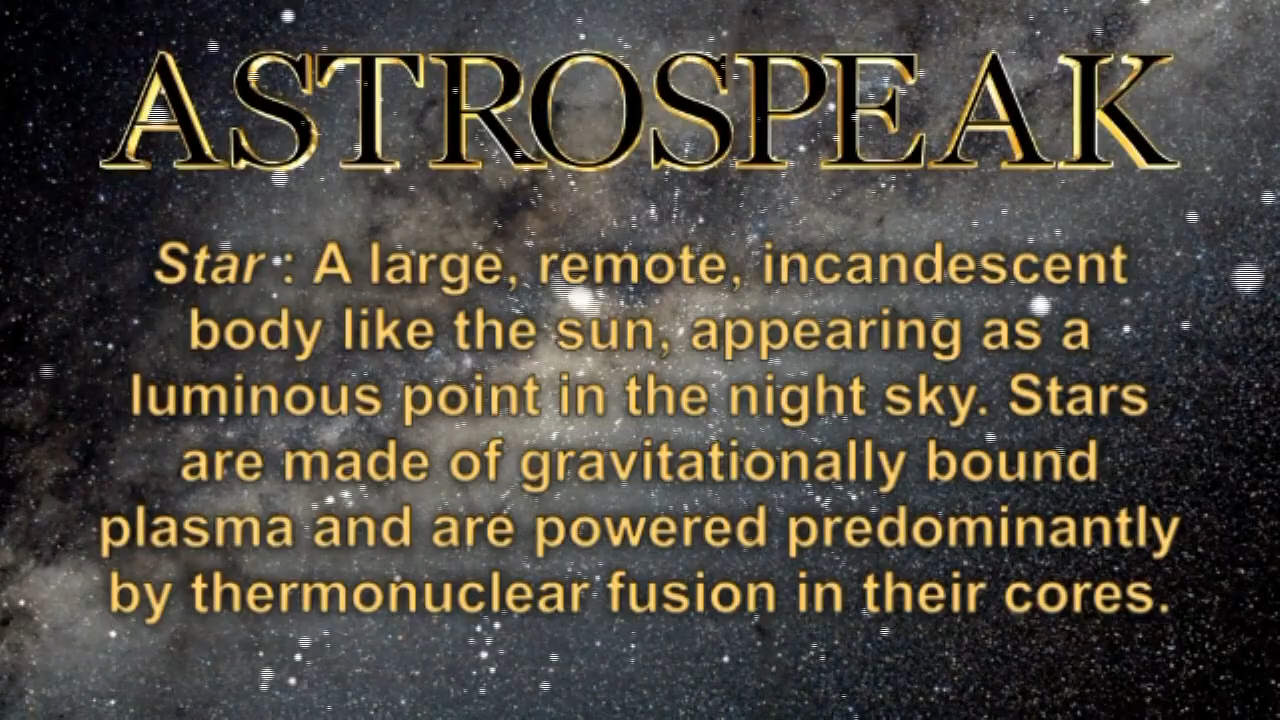 ASTROSPEAK
Star : A large, remote, incandescent
body like the sun, appearing as a
luminous point in the night sky. Stars
are made of gravitationally bound
plasma and are powered predominantly
by thermonuclear fusion in their cores.